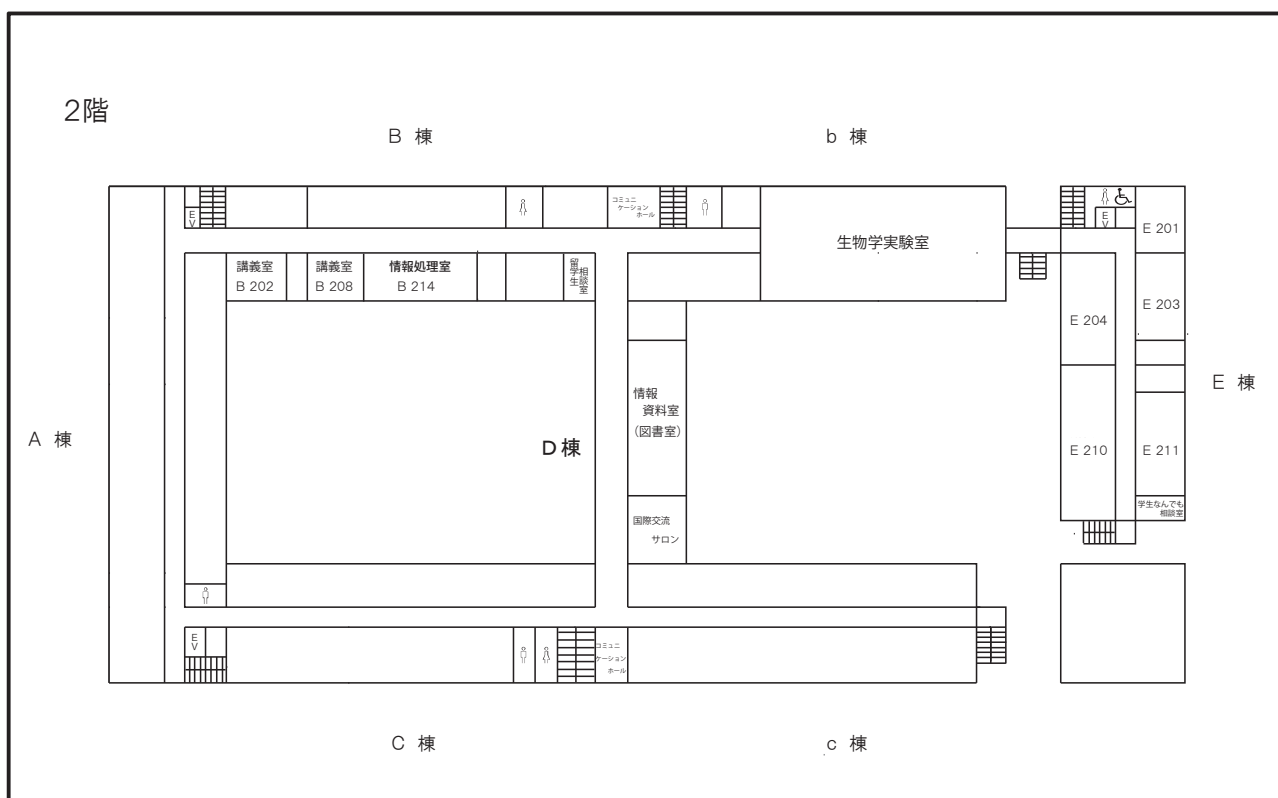 2階
B 棟
b 棟
EV
コミュニ
ケーション
ホール
EV
E 201
生物学実験室
講義室
B 202
講義室
B 208
情報処理室
B 214
留学生
相談室
E 203
E 204
E 棟
情報
資料室
(図書室)
A 棟
D棟
E 210
E 211
学生なんでも
相談室
国際交流
サロン
EV
コミュニ
ケーション
ホール
C 棟
c 棟